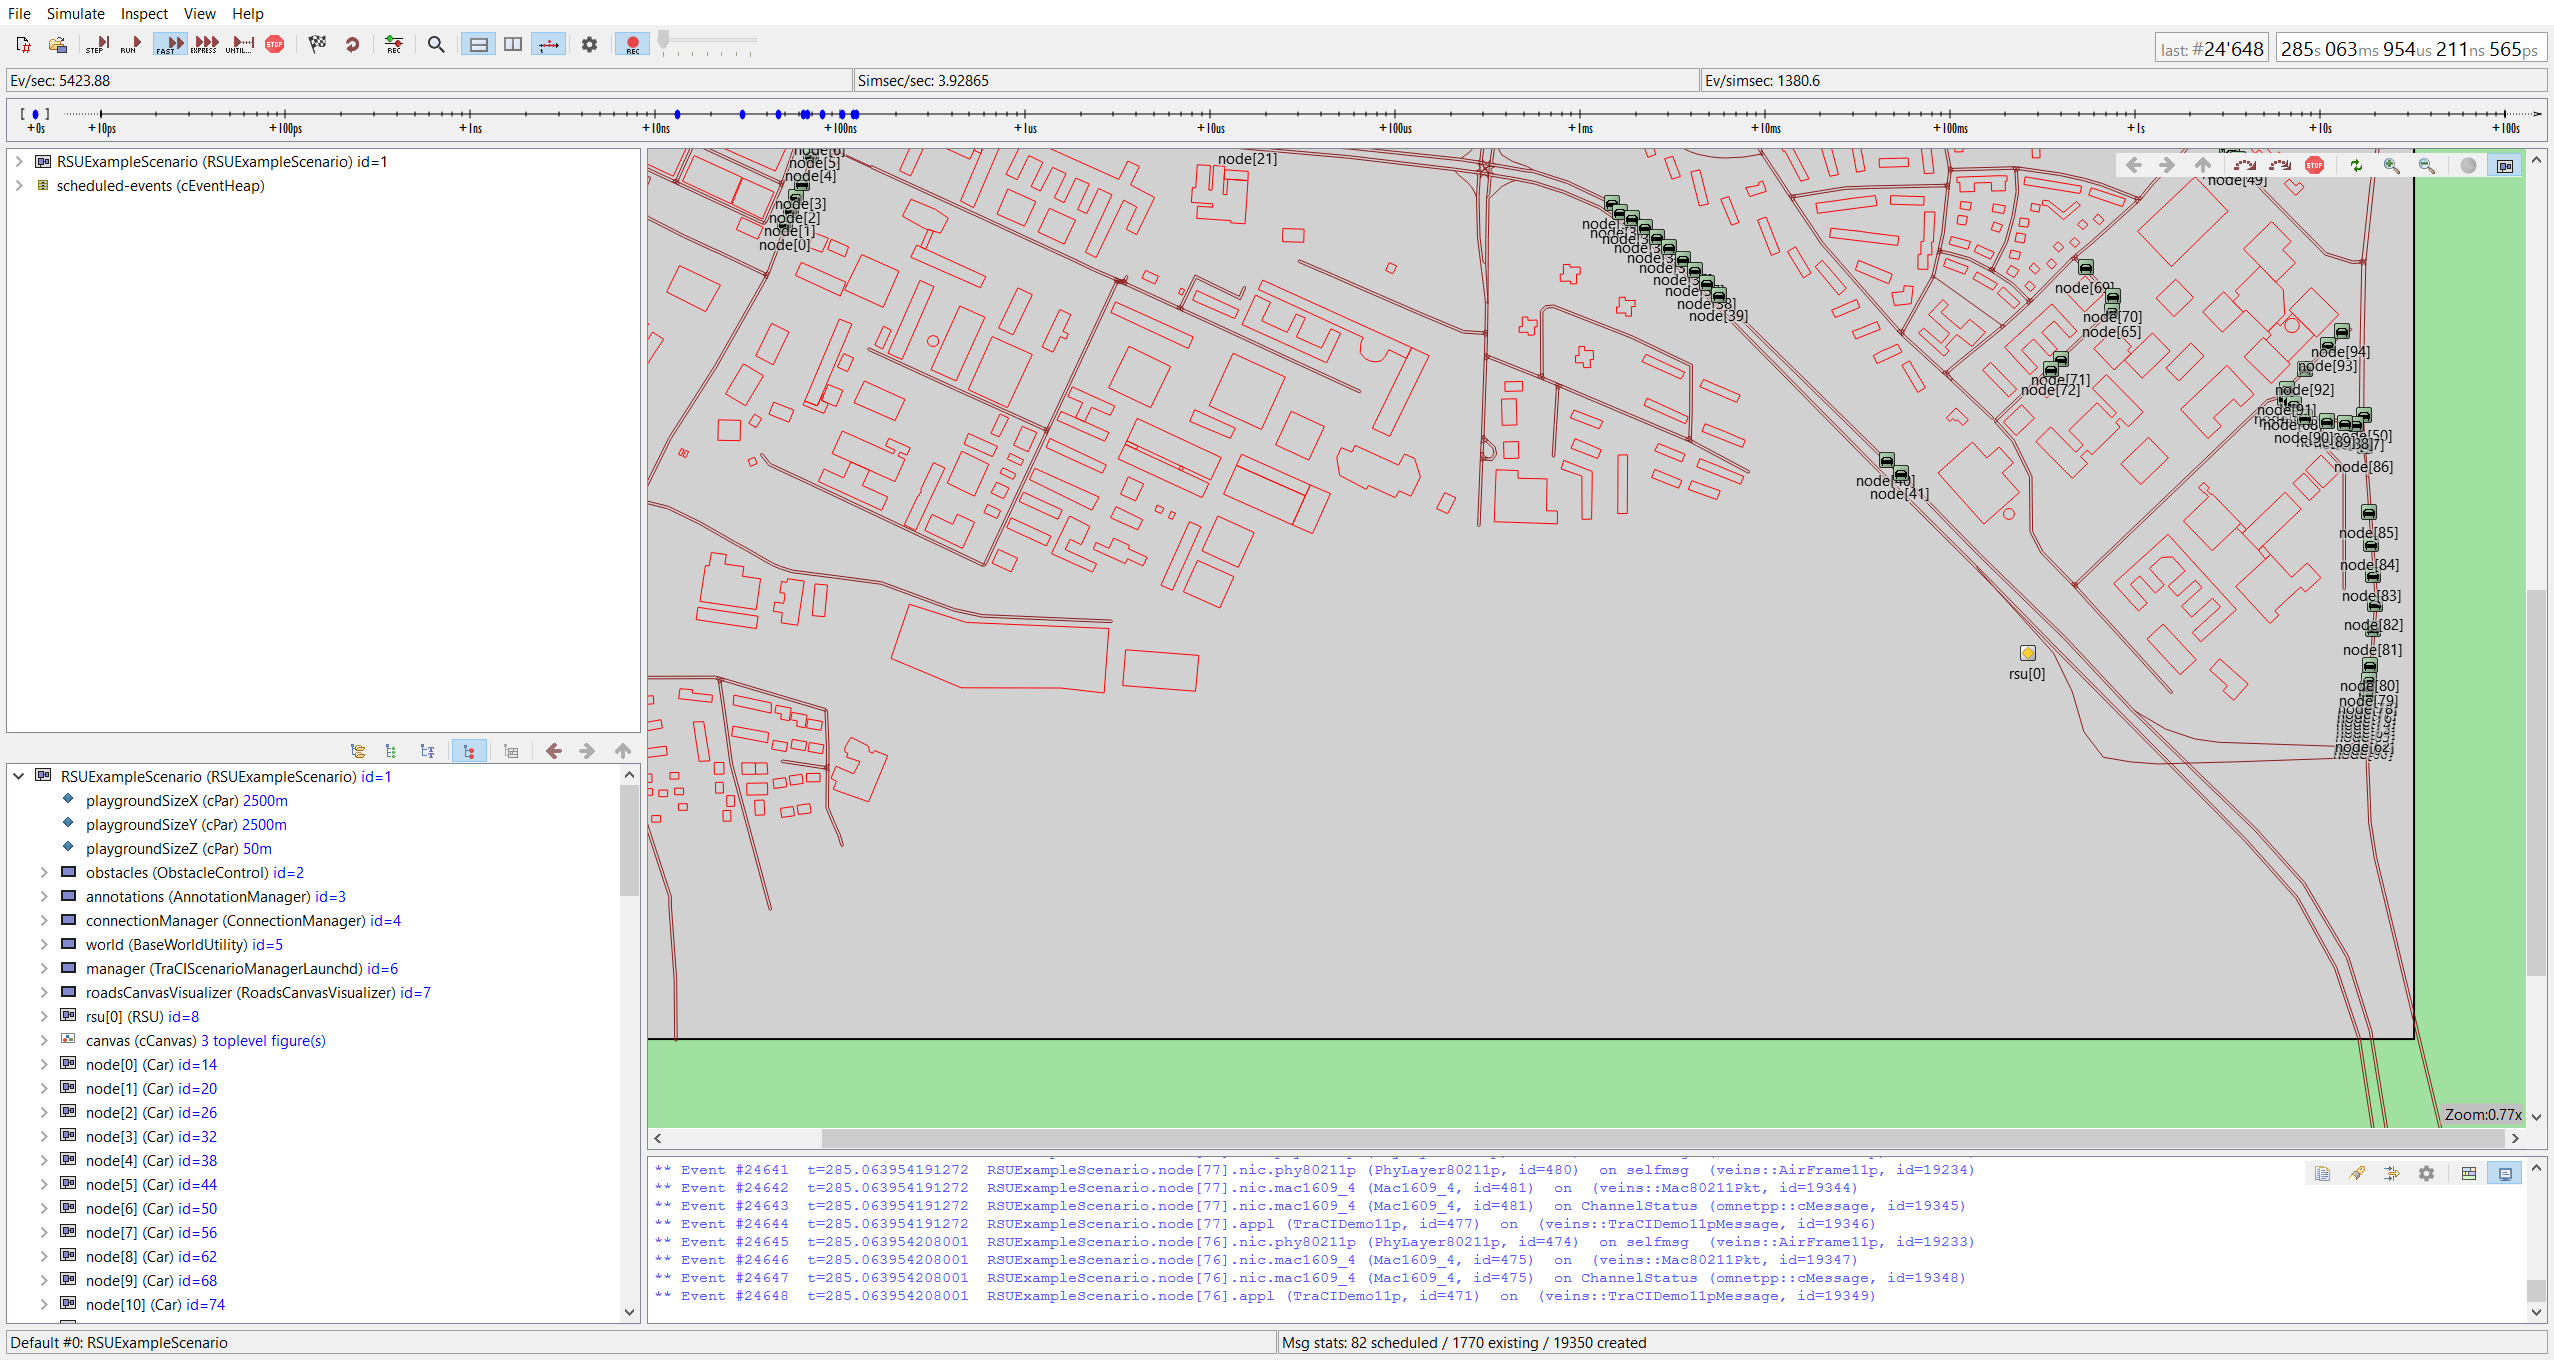 File Simulate Inspect View Help
STEP RUN FAST EXPRESS UNTIL... STOP REC REC
last: #24'648 285s 063ms 954us 211ns 565ps
Ev/sec: 5423.88 Simsec/sec: 3.92865 Ev/simsec: 1380.6
[ ]
+0s +10ps +100ps +1ns +10ns +100ns +1us +10us +100us +1ms +10ms +100ms +1s +10s +100s
RSUExampleScenario (RSUExampleScenario) id=1
scheduled-events (cEventHeap)
RSUExampleScenario (RSUExampleScenario) id=1
playgroundSizeX (cPar) 2500m
playgroundSizeY (cPar) 2500m
playgroundSizeZ (cPar) 50m
obstacles (ObstacleControl) id=2
annotations (AnnotationManager) id=3
connectionManager (ConnectionManager) id=4
world (BaseWorldUtility) id=5
manager (TraCIScenarioManagerLaunchd) id=6
roadsCanvasVisualizer (RoadsCanvasVisualizer) id=7
rsu[0] (RSU) id=8
canvas (cCanvas) 3 toplevel figure(s)
node[0] (Car) id=14
node[1] (Car) id=20
node[2] (Car) id=26
node[3] (Car) id=32
node[4] (Car) id=38
node[5] (Car) id=44
node[6] (Car) id=50
node[7] (Car) id=56
node[8] (Car) id=62
node[9] (Car) id=68
node[10] (Car) id=74
node[6]
node[5]
node[4]
node[3]
node[2]
node[1]
node[0]
node[21]
STOP
node[49]
node[38]
node[39]
node[40]
node[41]
node[69]
node[70]
node[65]
node[71]
node[72]
node[94]
node[93]
node[92]
node[91]
node[90]
node[86]
node[85]
node[84]
node[83]
node[82]
node[81]
node[80]
node[79]
node[62]
rsu[0]
Zoom:0.77x
** Event #24641 t=285.063954191272 RSUExampleScenario.node[77].nic.phy80211p (PhyLayer80211p, id=480) on selfmsg (veins::AirFrame11p, id=19234)
** Event #24642 t=285.063954191272 RSUExampleScenario.node[77].nic.mac1609_4 (Mac1609_4, id=481) on (veins::Mac80211Pkt, id=19344)
** Event #24643 t=285.063954191272 RSUExampleScenario.node[77].nic.mac1609_4 (Mac1609_4, id=481) on ChannelStatus (omnetpp::cMessage, id=19345)
** Event #24644 t=285.063954191272 RSUExampleScenario.node[77].appl (TraCIDemo11p, id=477) on (veins::TraCIDemo11pMessage, id=19346)
** Event #24645 t=285.063954208001 RSUExampleScenario.node[76].nic.phy80211p (PhyLayer80211p, id=474) on selfmsg (veins::AirFrame11p, id=19233)
** Event #24646 t=285.063954208001 RSUExampleScenario.node[76].nic.mac1609_4 (Mac1609_4, id=475) on (veins::Mac80211Pkt, id=19347)
** Event #24647 t=285.063954208001 RSUExampleScenario.node[76].nic.mac1609_4 (Mac1609_4, id=475) on ChannelStatus (omnetpp::cMessage, id=19348)
** Event #24648 t=285.063954208001 RSUExampleScenario.node[76].appl (TraCIDemo11p, id=471) on (veins::TraCIDemo11pMessage, id=19349)
Default #0: RSUExampleScenario
Msg stats: 82 scheduled / 1770 existing / 19350 created